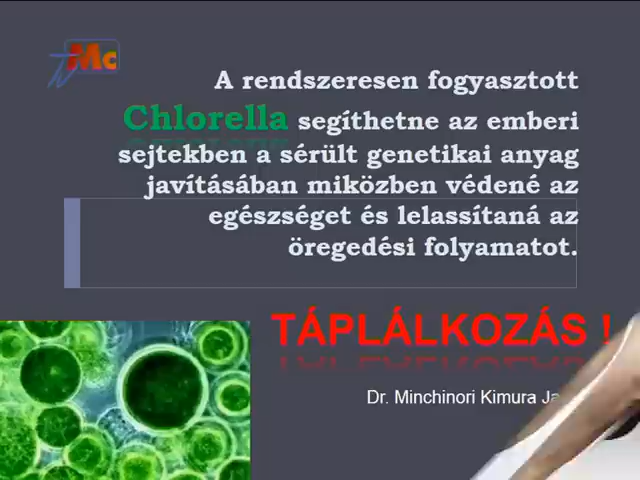 Mc
A rendszeresen fogyasztott
Chlorella segíthetne az emberi
sejtekben a sérült genetikai anyag
javításában miközben védené az
egészséget és lelassítaná az
öregedési folyamatot.
TÁPLÁLKOZÁS !
Dr. Minchinori Kimura